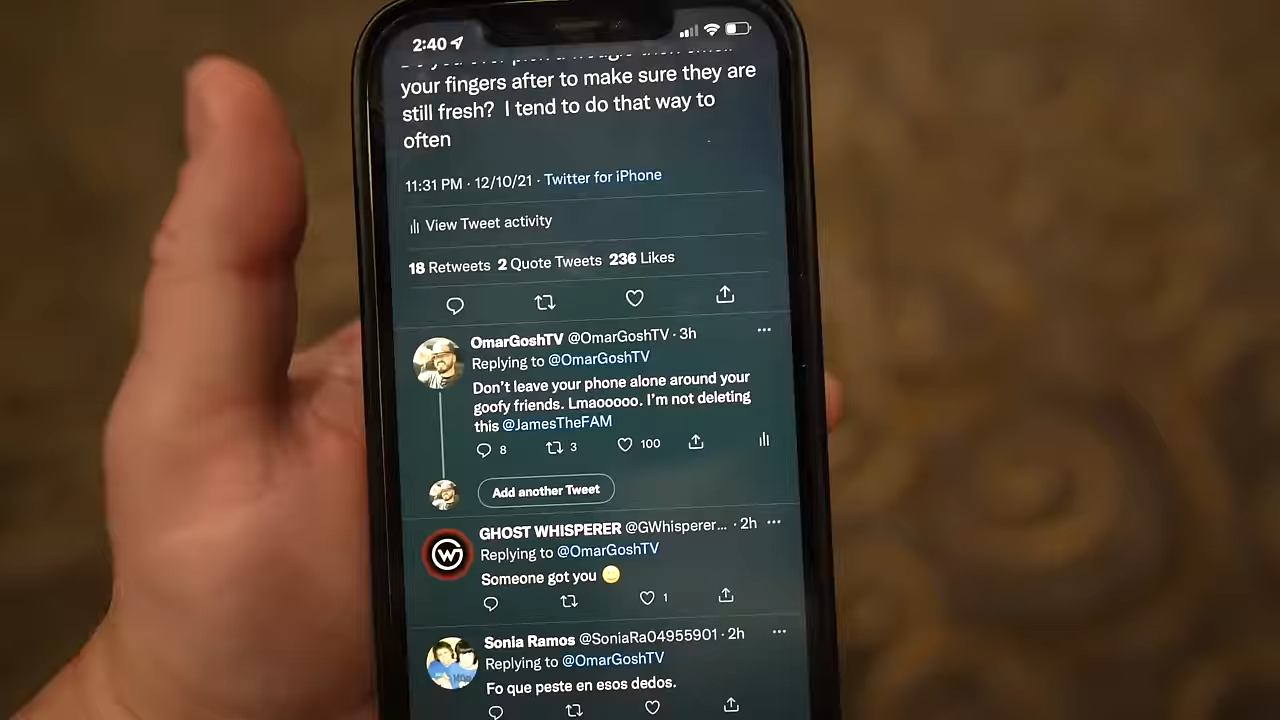 2:40
your fingers after to make sure they are
still fresh? I tend to do that way to
often
11:31 PM · 12/10/21 · Twitter for iPhone
View Tweet activity
18 Retweets 2 Quote Tweets 236 Likes
OmarGoshTV @OmarGoshTV · 3h
Replying to @OmarGoshTV
Don't leave your phone alone around your
goofy friends. Lmaooooo. I'm not deleting
this @JamesTheFAM
8 3 100
Add another Tweet
GHOST WHISPERER @GWhisperer... · 2h
Replying to @OmarGoshTV
Someone got you
1
Sonia Ramos @SoniaRa04955901 · 2h
Replying to @OmarGoshTV
Fo que peste en esos dedos.